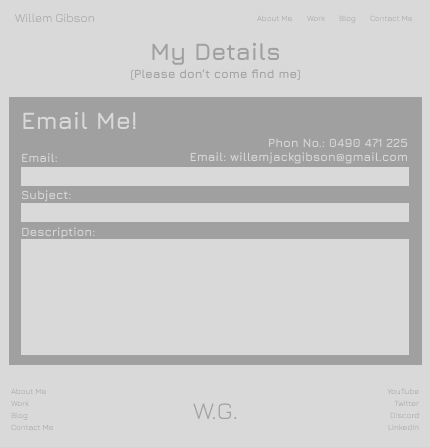 Willem Gibson
About Me Work Blog Contact Me
My Details
(Please don't come find me)
Email Me!
Phon No.: 0490 471 225
Email: Email: willemjackgibson@gmail.com
Subject:
Description:
About Me YouTube
Work Twitter
Blog Discord
Contact Me LinkedIn
W.G.